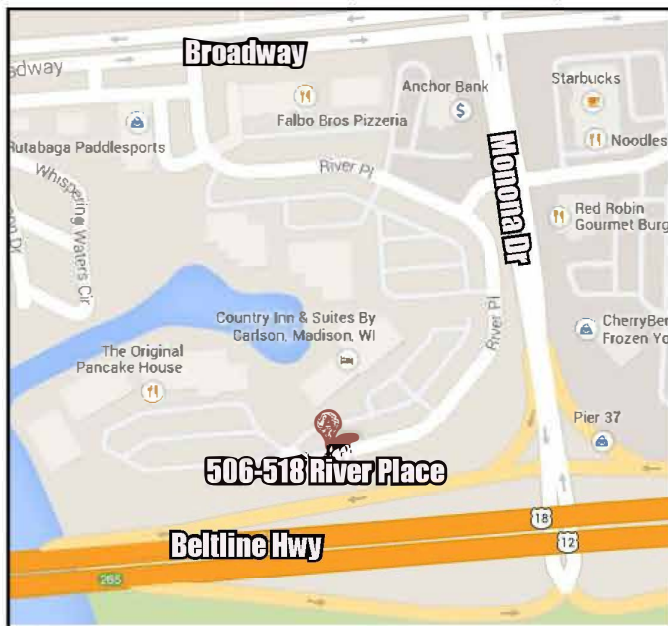 Broadway
adway
Anchor Bank
$
Starbucks
Falbo Bros Pizzeria
Noodles
Rutabaga Paddlesports
River Pl
Whispering Waters Cir
Monona Dr
Red Robin
Gourmet Burg
River Pl
Country Inn & Suites By
Carlson, Madison, WI
CherryBer
Frozen Yo
The Original
Pancake House
Pier 37
506-518 River Place
18
Beltline Hwy
12
265